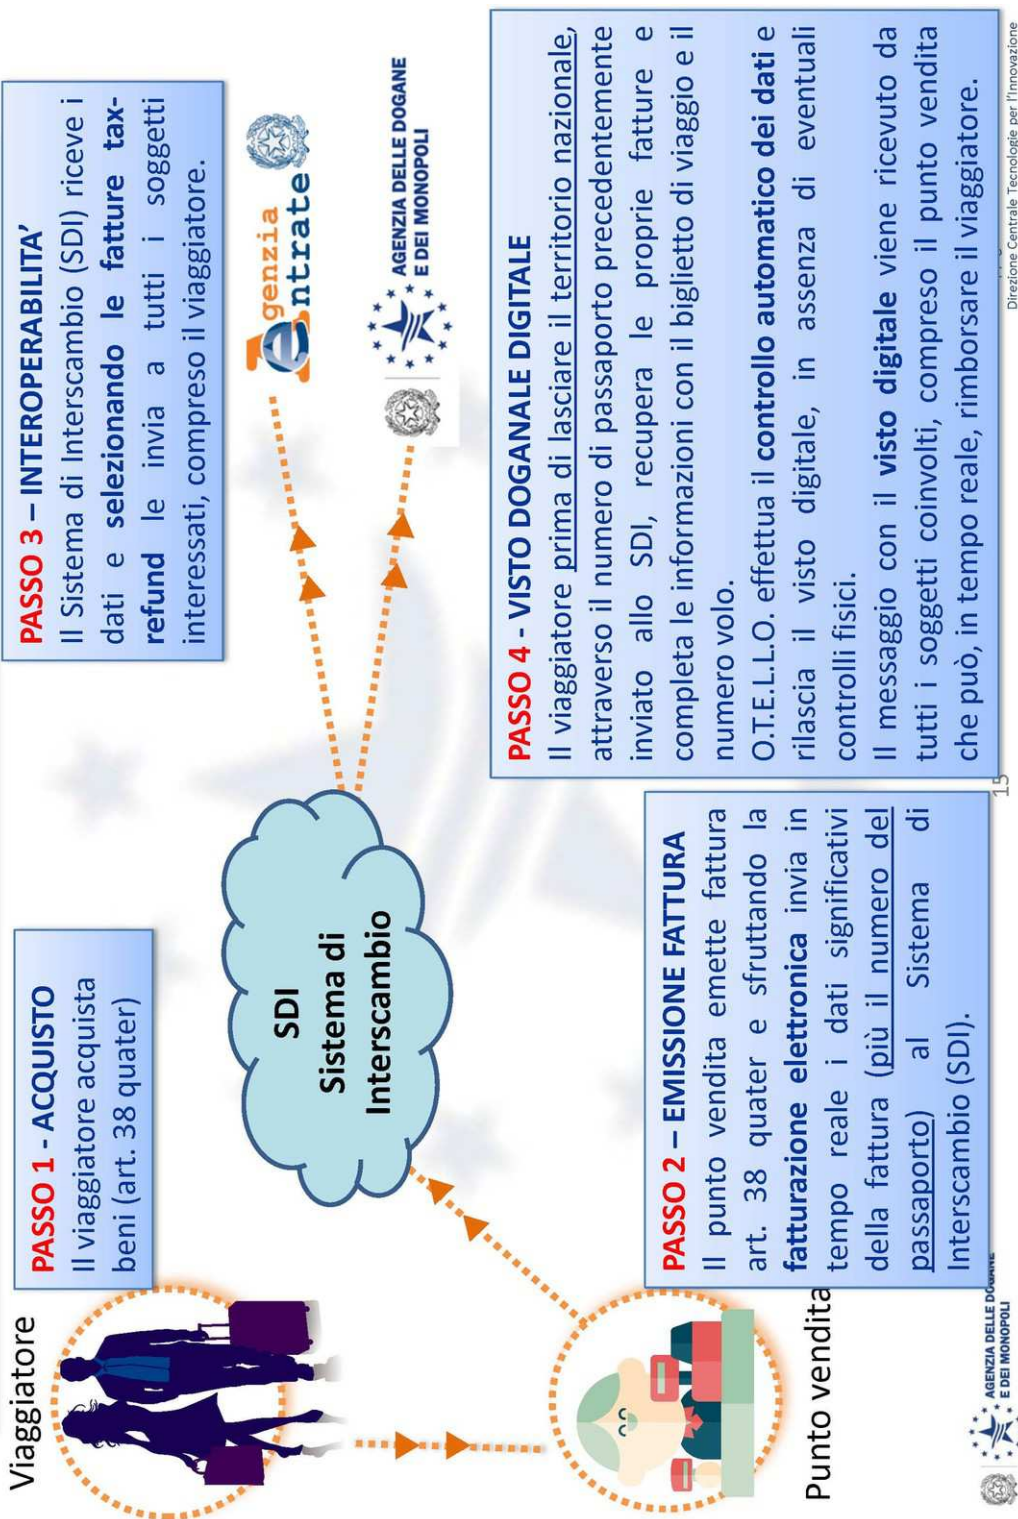 Viaggiatore
PASSO 1 - ACQUISTO
Il viaggiatore acquista
beni (art. 38 quater)
PASSO 3 – INTEROPERABILITA’
Il Sistema di Interscambio (SDI) riceve i
dati e selezionando le fatture tax-
refund le invia a tutti i soggetti
interessati, compreso il viaggiatore.
SDI
Sistema di
Interscambio
Agenzia
Entrate
AGENZIA DELLE DOGANE
E DEI MONOPOLI
Punto vendita
PASSO 2 – EMISSIONE FATTURA
Il punto vendita emette fattura
art. 38 quater e sfruttando la
fatturazione elettronica invia in
tempo reale i dati significativi
della fattura (più il numero del
passaporto) al Sistema di
Interscambio (SDI).
PASSO 4 - VISTO DOGANALE DIGITALE
Il viaggiatore prima di lasciare il territorio nazionale,
attraverso il numero di passaporto precedentemente
inviato allo SDI, recupera le proprie fatture e
completa le informazioni con il biglietto di viaggio e il
numero volo.
O.T.E.L.L.O. effettua il controllo automatico dei dati e
rilascia il visto digitale, in assenza di eventuali
controlli fisici.
Il messaggio con il visto digitale viene ricevuto da
tutti i soggetti coinvolti, compreso il punto vendita
che può, in tempo reale, rimborsare il viaggiatore.
AGENZIA DELLE DOGANE
E DEI MONOPOLI
15
Direzione Centrale Tecnologie per l'Innovazione